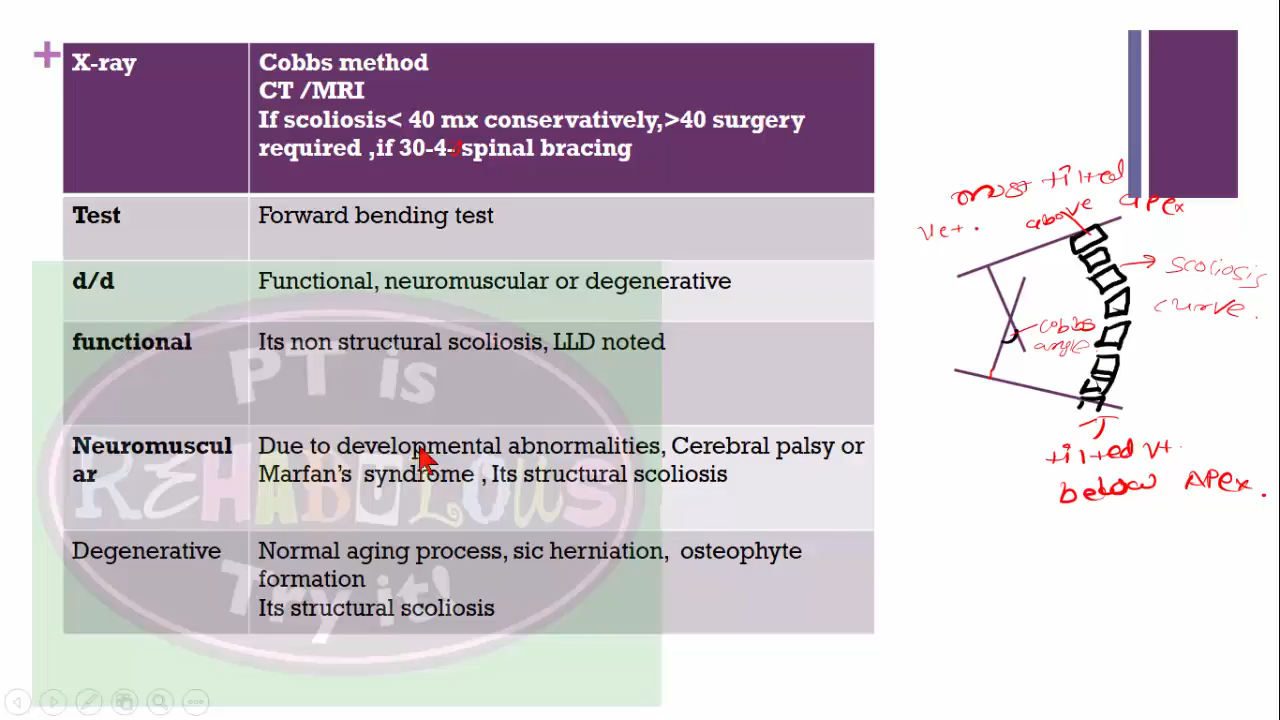 X-ray
Cobbs method
CT /MRI
If scoliosis< 40 mx conservatively,>40 surgery
required ,if 30-4- spinal bracing
Test
Forward bending test
d/d
Functional, neuromuscular or degenerative
functional
Its non structural scoliosis, LLD noted
Neuromuscul
ar
Due to developmental abnormalities, Cerebral palsy or
Marfan's syndrome , Its structural scoliosis
Degenerative
Normal aging process, sic herniation, osteophyte
formation
Its structural scoliosis
PT is
REHABOLOUS
Try it!
most tilted
vet. above apex
scoliosis
curve.
cobbs
angle
tilted vt.
below Apex.